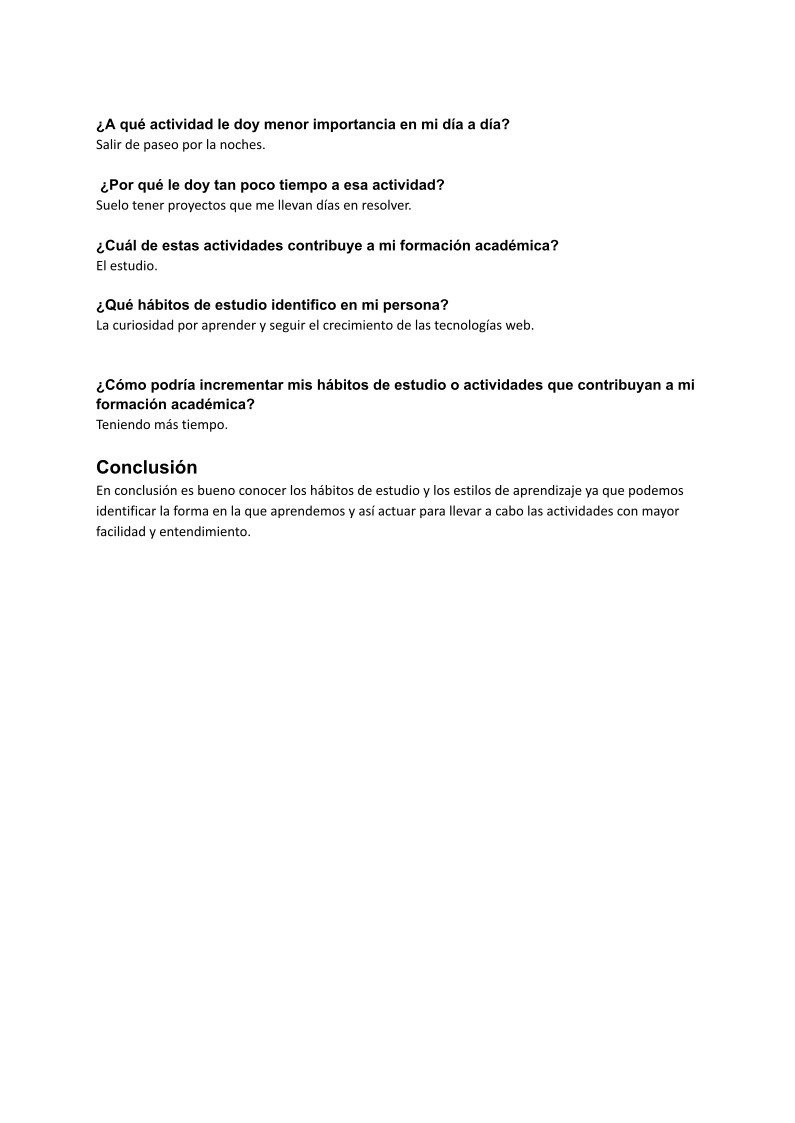 ¿A qué actividad le doy menor importancia en mi día a día?
Salir de paseo por la noches.
¿Por qué le doy tan poco tiempo a esa actividad?
Suelo tener proyectos que me llevan días en resolver.
¿Cuál de estas actividades contribuye a mi formación académica?
El estudio.
¿Qué hábitos de estudio identifico en mi persona?
La curiosidad por aprender y seguir el crecimiento de las tecnologías web.
¿Cómo podría incrementar mis hábitos de estudio o actividades que contribuyan a mi
formación académica?
Teniendo más tiempo.
Conclusión
En conclusión es bueno conocer los hábitos de estudio y los estilos de aprendizaje ya que podemos
identificar la forma en la que aprendemos y así actuar para llevar a cabo las actividades con mayor
facilidad y entendimiento.